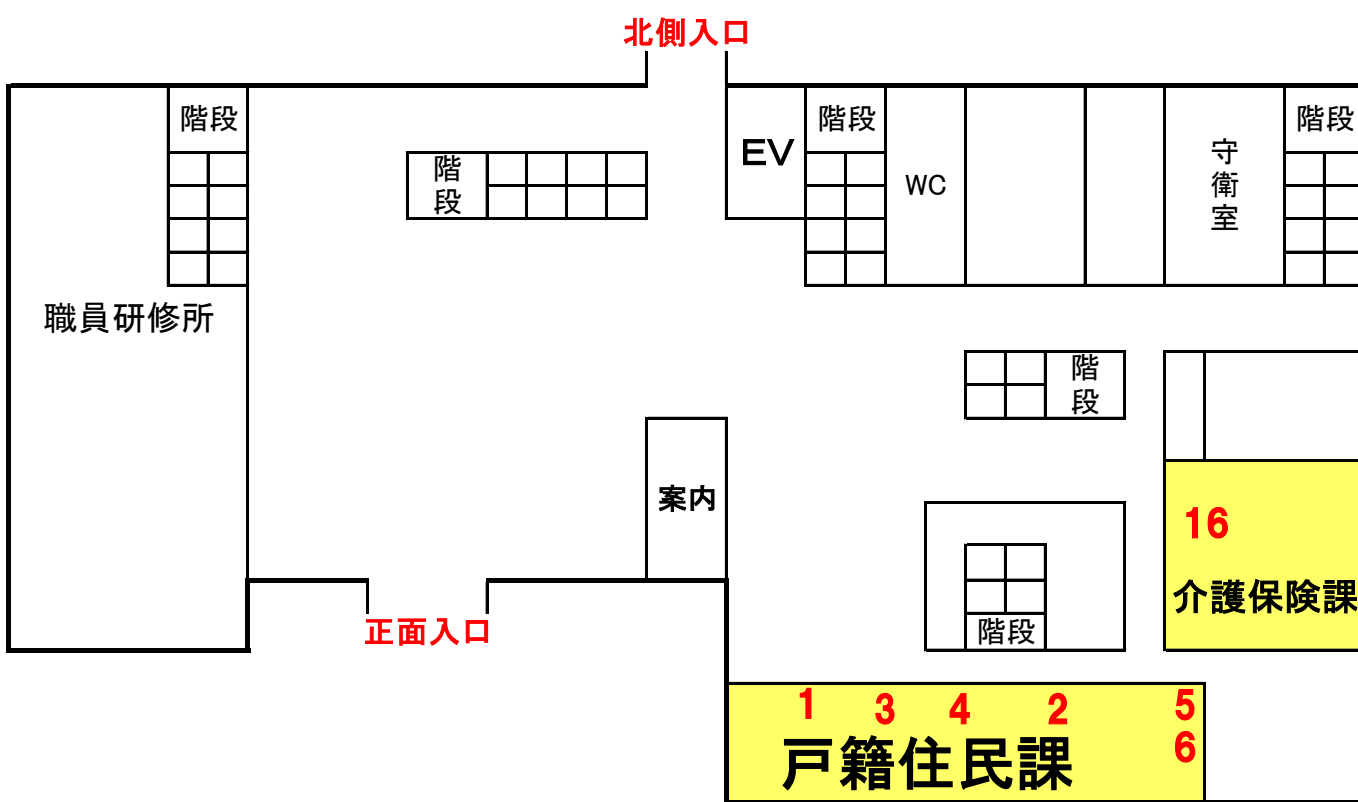 北側入口
階段
階段
EV
階段
WC
守衛室
階段
職員研修所
階段
案内
16
介護保険課
正面入口
階段
1 3 4 2 5
6
戸籍住民課